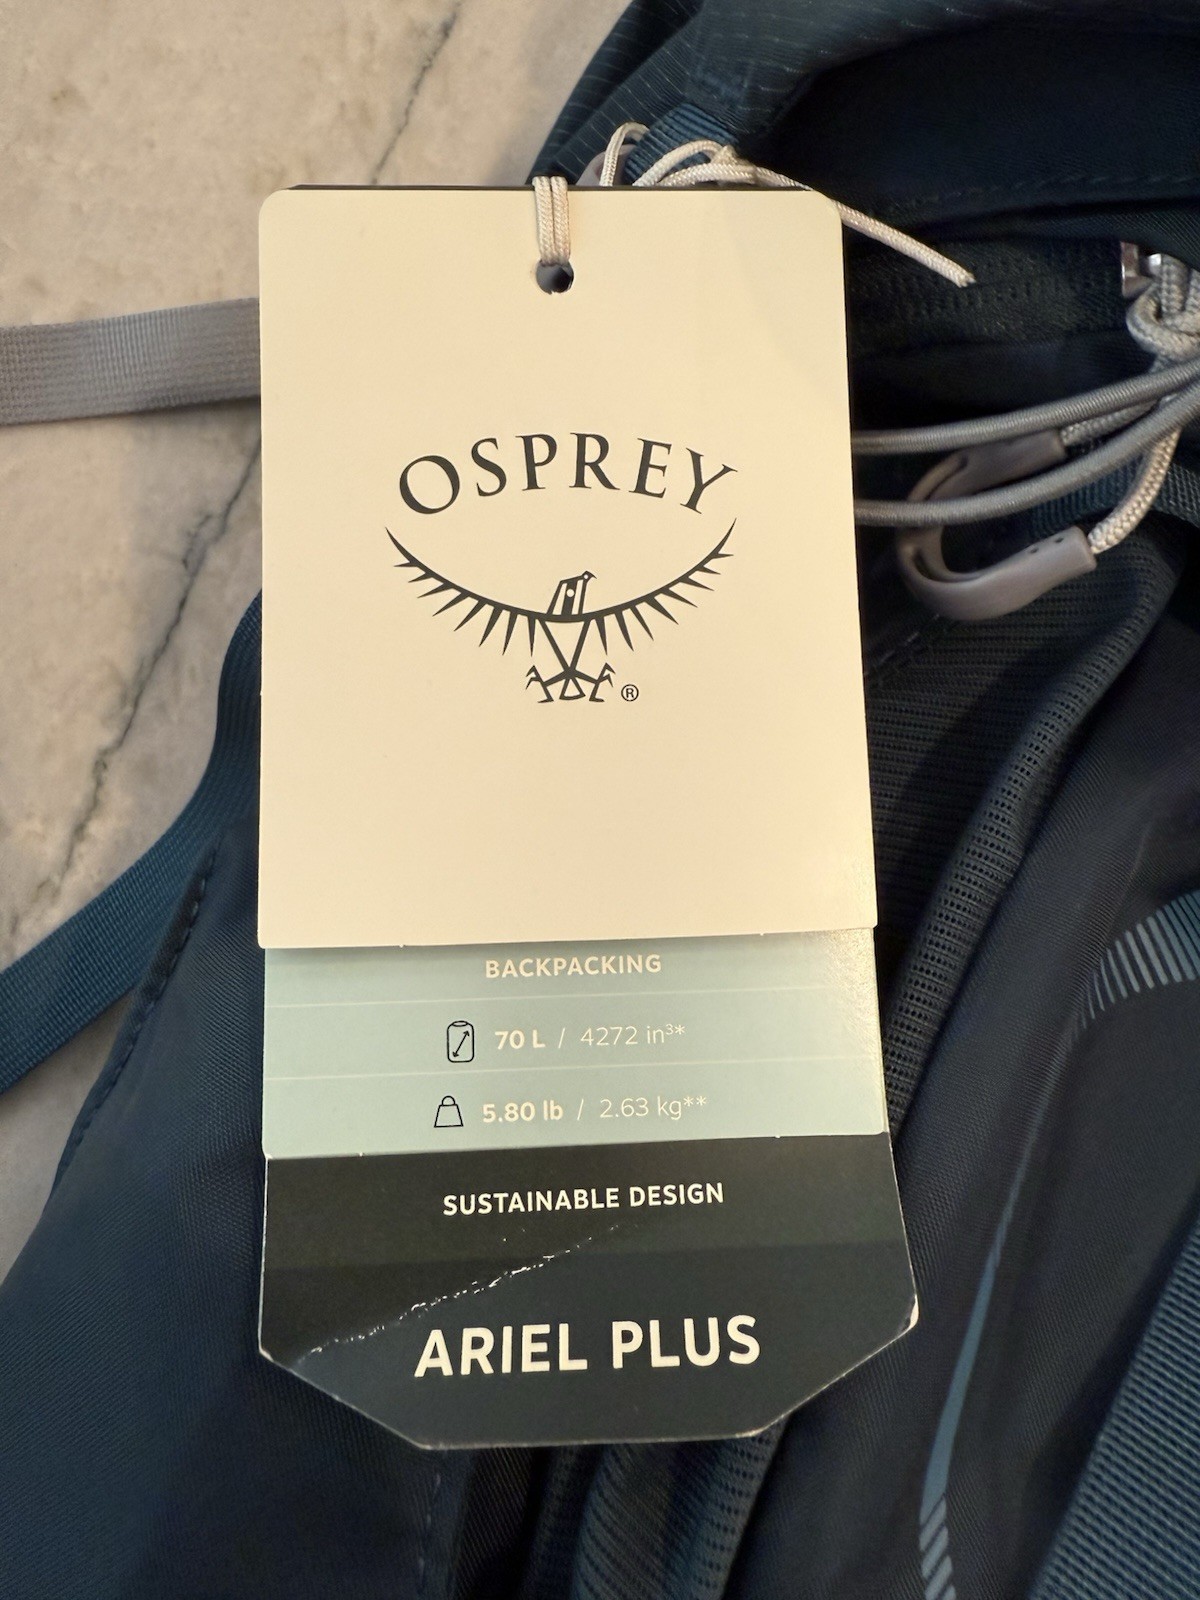 OSPREY
®
BACKPACKING
70 L / 4272 in³*
5.80 lb / 2.63 kg**
SUSTAINABLE DESIGN
ARIEL PLUS